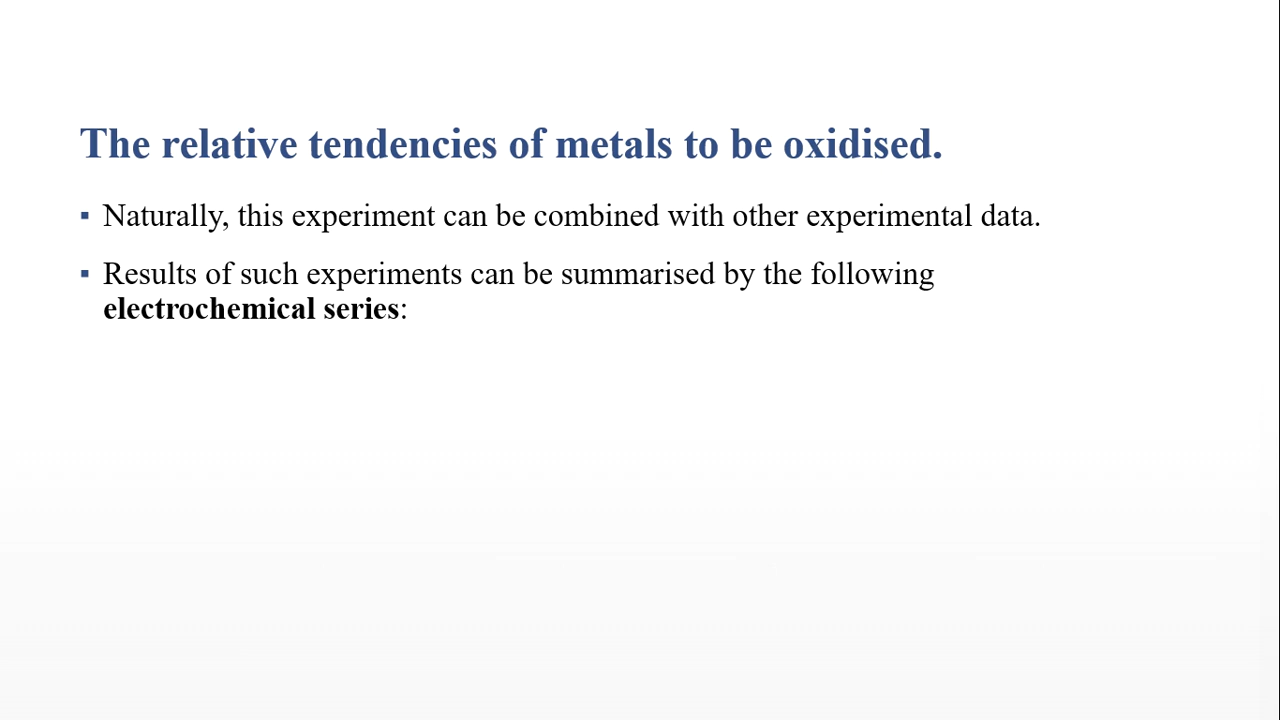 The relative tendencies of metals to be oxidised.
▪ Naturally, this experiment can be combined with other experimental data.
▪ Results of such experiments can be summarised by the following
electrochemical series: